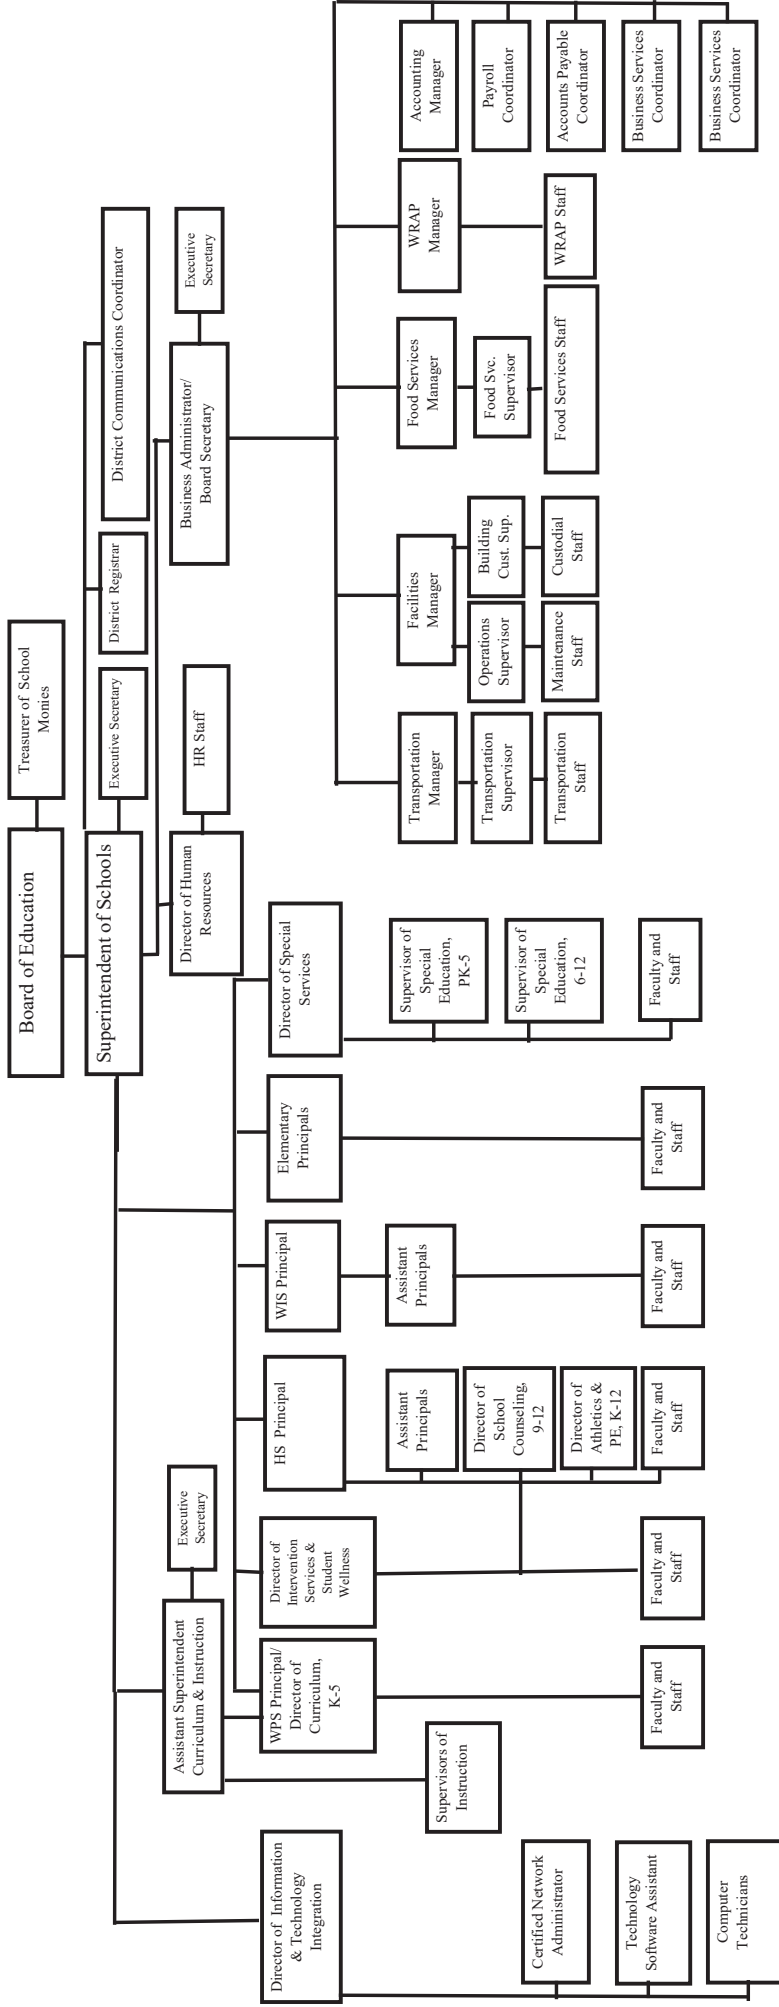 Board of Education
Treasurer of School
Monies
Superintendent of Schools
Executive Secretary
District Registrar
District Communications Coordinator
Director of Human
Resources
HR Staff
Business Administrator/
Board Secretary
Executive
Secretary
Assistant Superintendent
Curriculum & Instruction
Executive
Secretary
Director of Information
& Technology
Integration
WPS Principal/
Director of
Curriculum,
K-5
Director of
Intervention
Services &
Student
Wellness
HS Principal
WIS Principal
Elementary
Principals
Director of Special
Services
Transportation
Manager
Facilities
Manager
Food Services
Manager
WRAP
Manager
Accounting
Manager
Supervisors of
Instruction
Assistant
Principals
Assistant
Principals
Supervisor of
Special
Education,
PK-5
Transportation
Supervisor
Operations
Supervisor
Building
Cust. Sup.
Food Svc.
Supervisor
Payroll
Coordinator
Director of
School
Counseling,
9-12
Supervisor of
Special
Education,
6-12
Transportation
Staff
Maintenance
Staff
Custodial
Staff
Food Services Staff
WRAP Staff
Accounts Payable
Coordinator
Certified Network
Administrator
Director of
Athletics &
PE, K-12
Business Services
Coordinator
Technology
Software Assistant
Faculty and
Staff
Faculty and
Staff
Faculty and
Staff
Faculty and
Staff
Faculty and
Staff
Faculty and
Staff
Business Services
Coordinator
Computer
Technicians